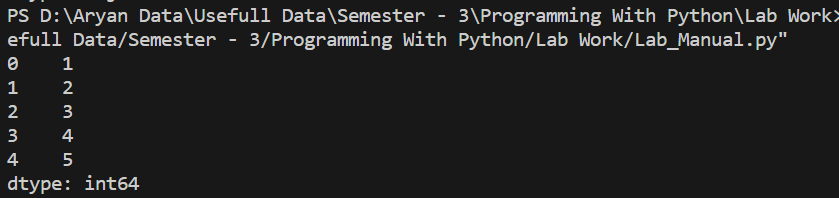 PS D:\Aryan Data\Usefull Data\Semester - 3\Programming With Python\Lab Work>
efull Data/Semester - 3/Programming With Python/Lab Work/Lab_Manual.py"
0    1
1    2
2    3
3    4
4    5
dtype: int64